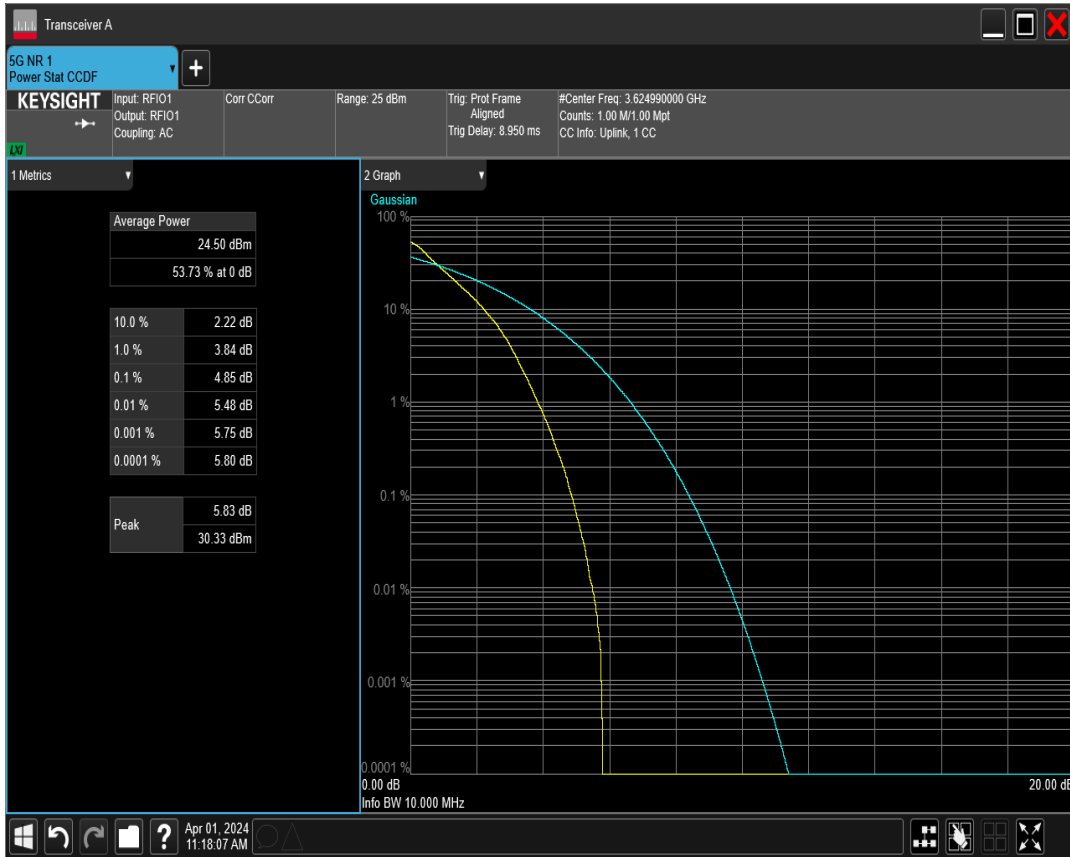 Transceiver A
5G NR 1
Power Stat CCDF
+
KEYSIGHT
LXI
Input: RFIO1
Output: RFIO1
Coupling: AC
Corr CCorr
Range: 25 dBm
Trig: Prot Frame
Aligned
Trig Delay: 8.950 ms
#Center Freq: 3.624990000 GHz
Counts: 1.00 M/1.00 Mpt
CC Info: Uplink, 1 CC
1 Metrics
Average Power
24.50 dBm
53.73 % at 0 dB
10.0 % 2.22 dB
1.0 % 3.84 dB
0.1 % 4.85 dB
0.01 % 5.48 dB
0.001 % 5.75 dB
0.0001 % 5.80 dB
Peak 5.83 dB
30.33 dBm
2 Graph
Gaussian
100 %
10 %
1 %
0.1 %
0.01 %
0.001 %
0.0001 %
0.00 dB 20.00 dB
Info BW 10.000 MHz
?
Apr 01, 2024
11:18:07 AM